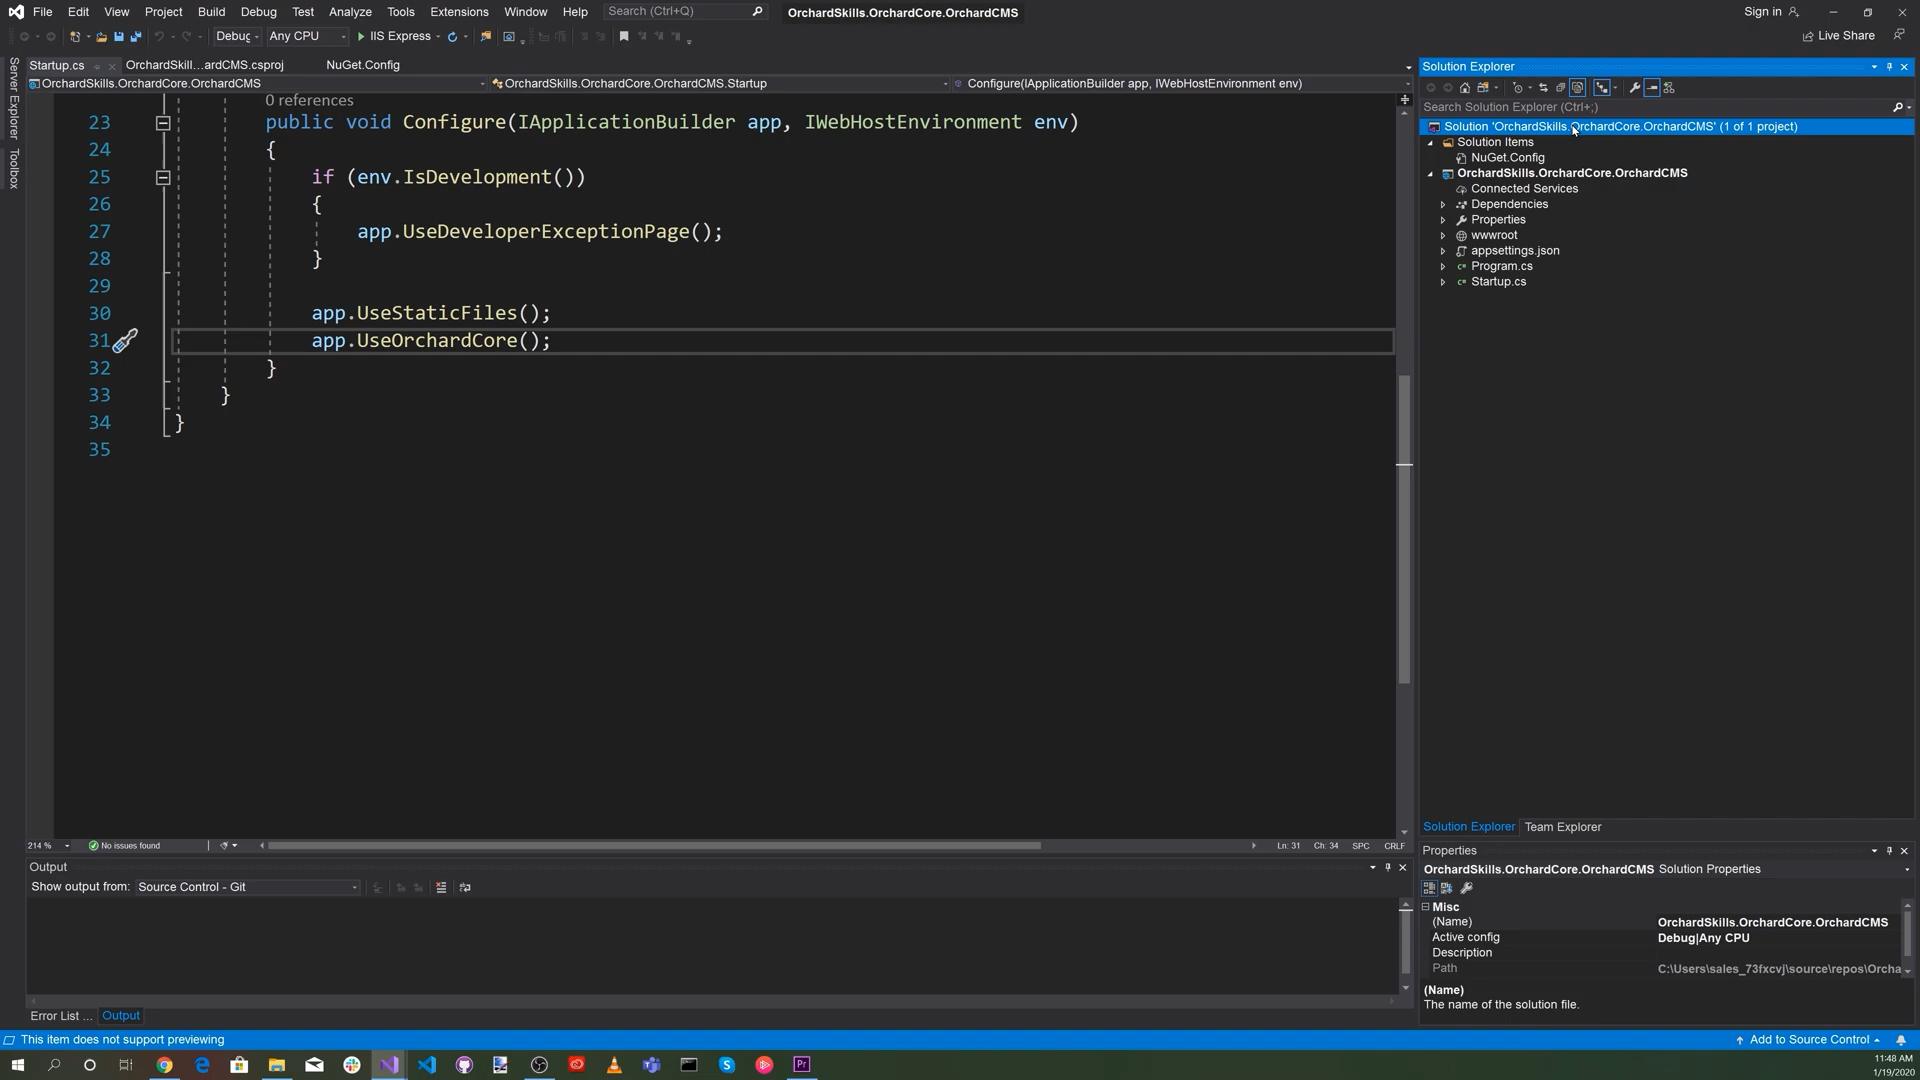 File Edit View Project Build Debug Test Analyze Tools Extensions Window Help Search (Ctrl+Q) OrchardSkills.OrchardCore.OrchardCMS Sign in
Debug Any CPU IIS Express Live Share
Server Explorer
Toolbox
Startup.cs OrchardSkill...ardCMS.csproj NuGet.Config
OrchardSkills.OrchardCore.OrchardCMS OrchardSkills.OrchardCore.OrchardCMS.Startup Configure(IApplicationBuilder app, IWebHostEnvironment env)
0 references
23 public void Configure(IApplicationBuilder app, IWebHostEnvironment env)
24 {
25 if (env.IsDevelopment())
26 {
27 app.UseDeveloperExceptionPage();
28 }
29
30 app.UseStaticFiles();
31 app.UseOrchardCore();
32 }
33 }
34 }
35
214 % No issues found Ln: 31 Ch: 34 SPC CRLF
Output
Show output from: Source Control - Git
Error List ... Output
Solution Explorer
Search Solution Explorer (Ctrl+;)
Solution 'OrchardSkills.OrchardCore.OrchardCMS' (1 of 1 project)
Solution Items
NuGet.Config
OrchardSkills.OrchardCore.OrchardCMS
Connected Services
Dependencies
Properties
wwwroot
appsettings.json
C# Program.cs
C# Startup.cs
Solution Explorer Team Explorer
Properties
OrchardSkills.OrchardCore.OrchardCMS Solution Properties
Misc
(Name) OrchardSkills.OrchardCore.OrchardCMS
Active config Debug|Any CPU
Description
Path C:\Users\sales_73fxcvj\source\repos\Orcha
(Name)
The name of the solution file.
This item does not support previewing Add to Source Control
Pr
11:48 AM
1/19/2020